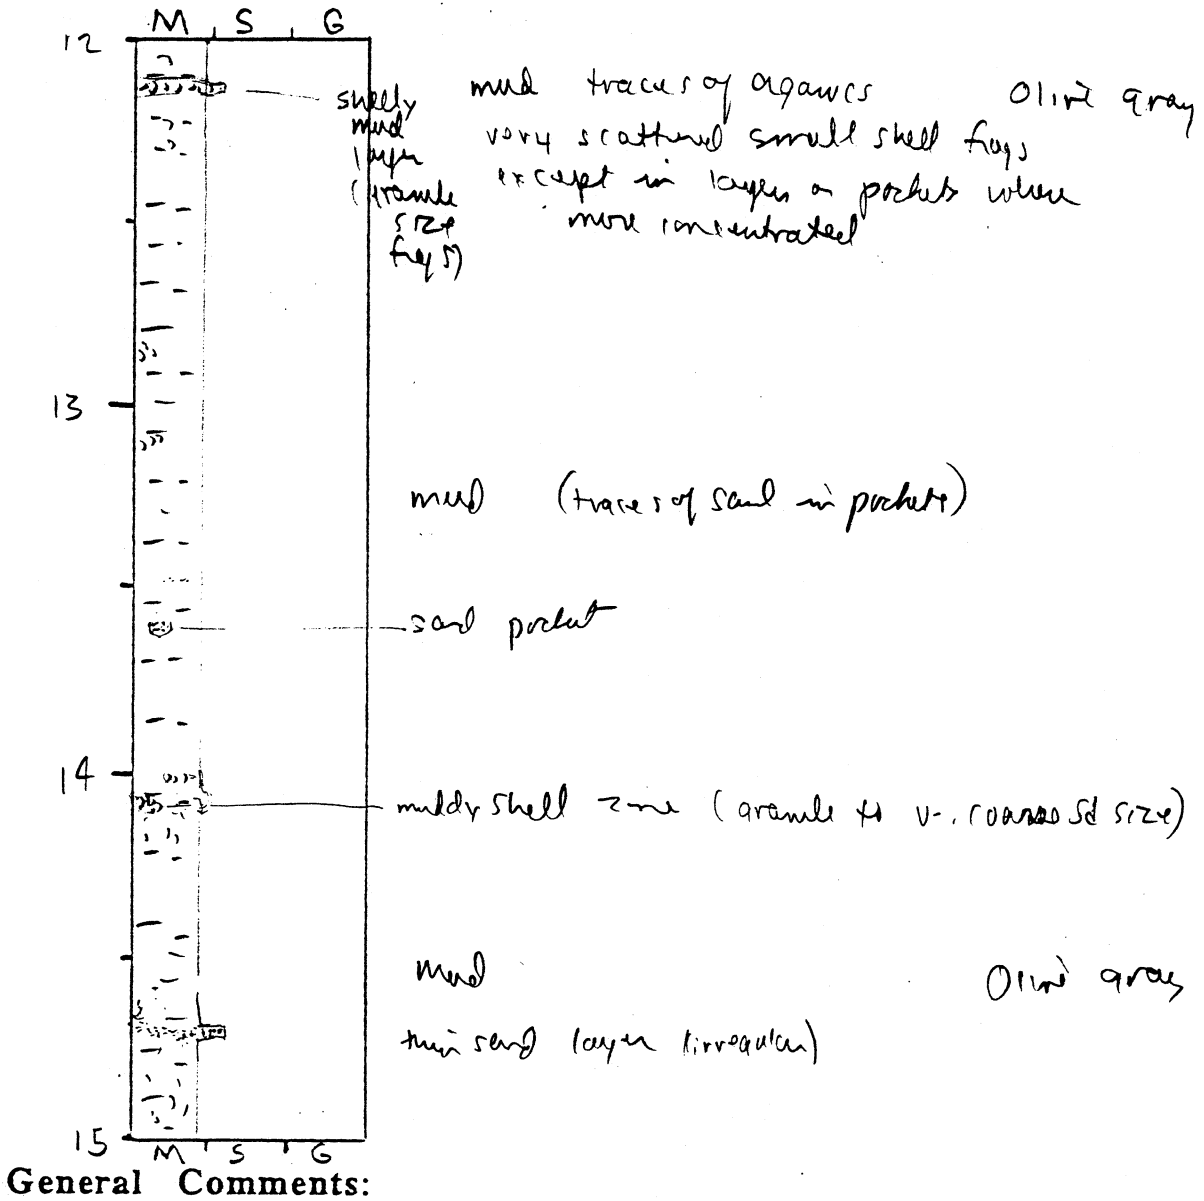 M S G
12
shelly
mud
layer
(granule
size
frags)
mud traces of organics Olive gray
very scattered small shell frags
except in layers or pockets where
more concentrated
13
mud (traces of sand in pockets)
sand pocket
14
muddy shell zone (granule to v. coarse sd size)
mud Olive gray
thin sand layer (irregular)
15
M S G
General Comments: